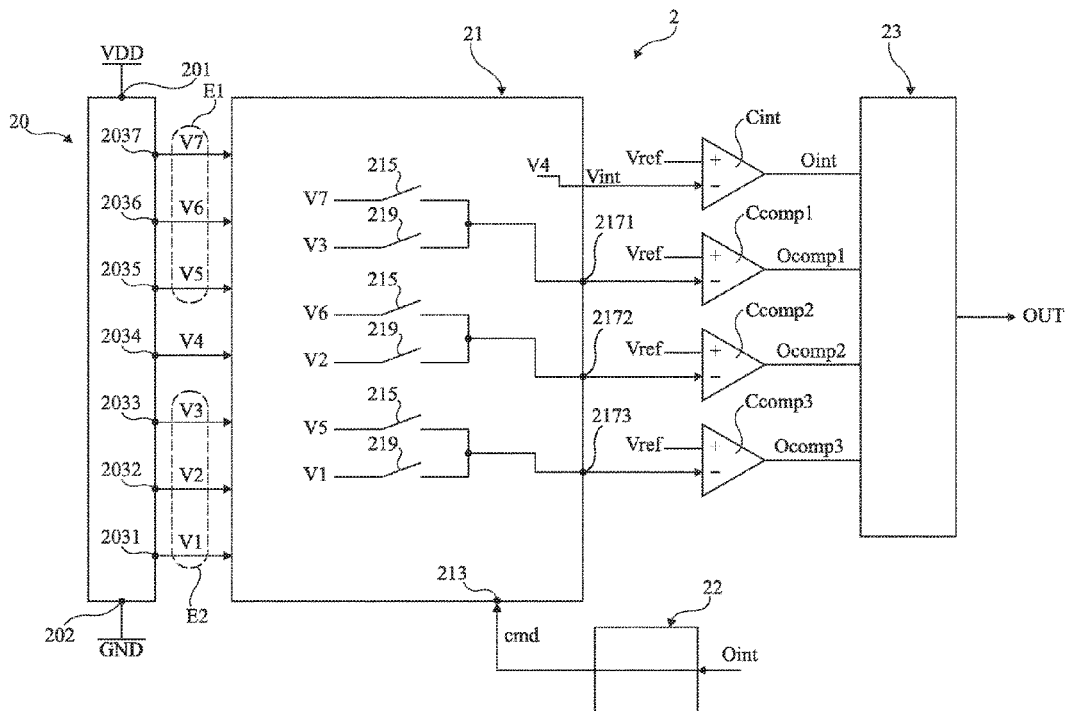 2
21
23
VDD
201
E1
20
2037
V7
2036
V6
2035
V5
2034
V4
2033
V3
2032
V2
2031
V1
202
GND
E2
215
V7
219
V3
215
V6
219
V2
215
V5
219
V1
V4
Vint
2171
2172
2173
213
cmd
22
Oint
Cint
Vref
+
−
Oint
Ccomp1
Vref
+
−
Ocomp1
Ccomp2
Vref
+
−
Ocomp2
Ccomp3
Vref
+
−
Ocomp3
OUT